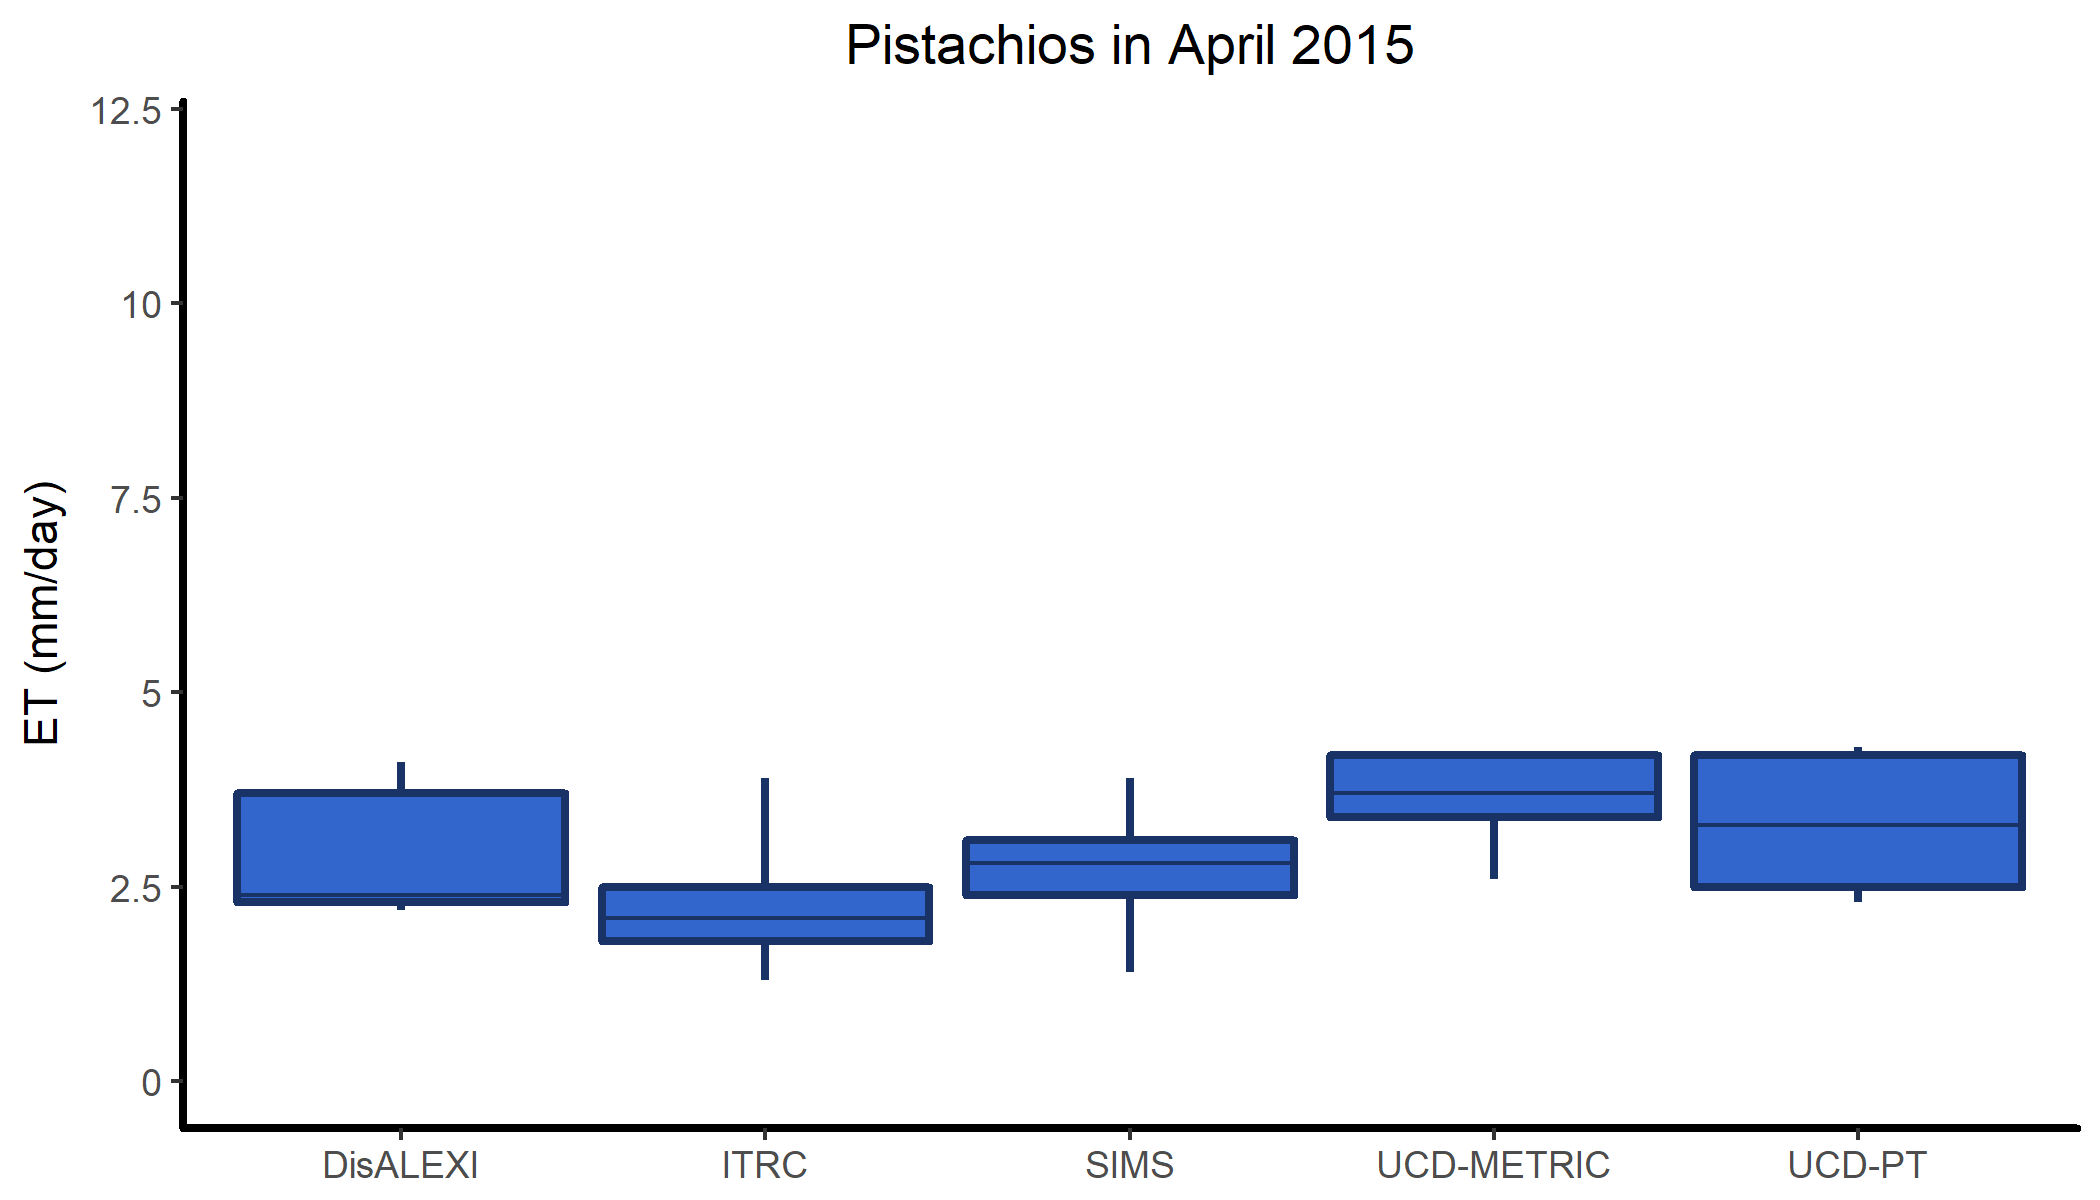 Pistachios in April 2015
12.5
10
7.5
5
2.5
0
ET (mm/day)
DisALEXI
ITRC
SIMS
UCD-METRIC
UCD-PT